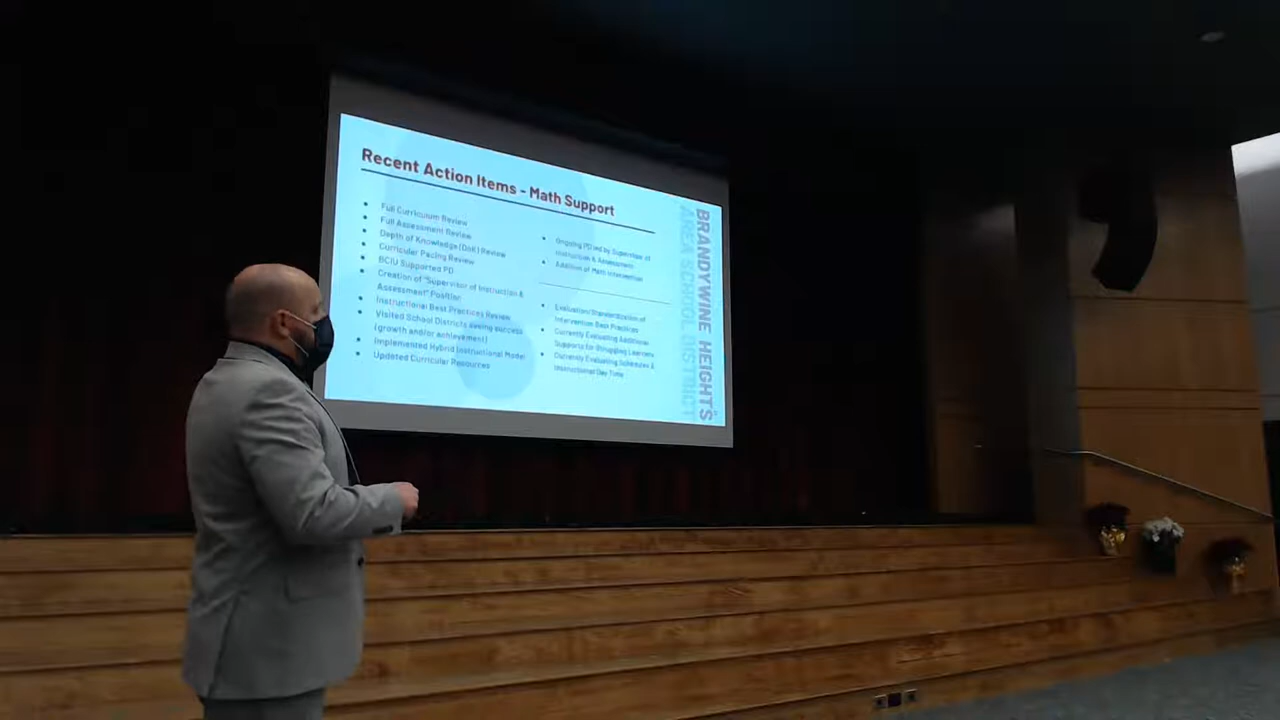 Recent Action Items - Math Support
Full Curriculum Review
Full Assessment Review
Depth of Knowledge (DoK) Review
Curricular Pacing Review
BCIU Supported PD
Creation of "Supervisor of Instruction &
Assessment" Position
Instructional Best Practices Review
Visited School Districts seeing success
(growth and/or achievement)
Implemented Hybrid Instructional Model
Updated Curricular Resources
Ongoing PD led by Supervisor of
Instruction & Assessment
Addition of Math Intervention
Evaluation/Standardization of
Intervention Best Practices
Currently Evaluating Additional
Supports for Struggling Learners
Currently Evaluating Schedules &
Instructional Day Time
BRANDYWINE HEIGHTS
AREA SCHOOL DISTRICT